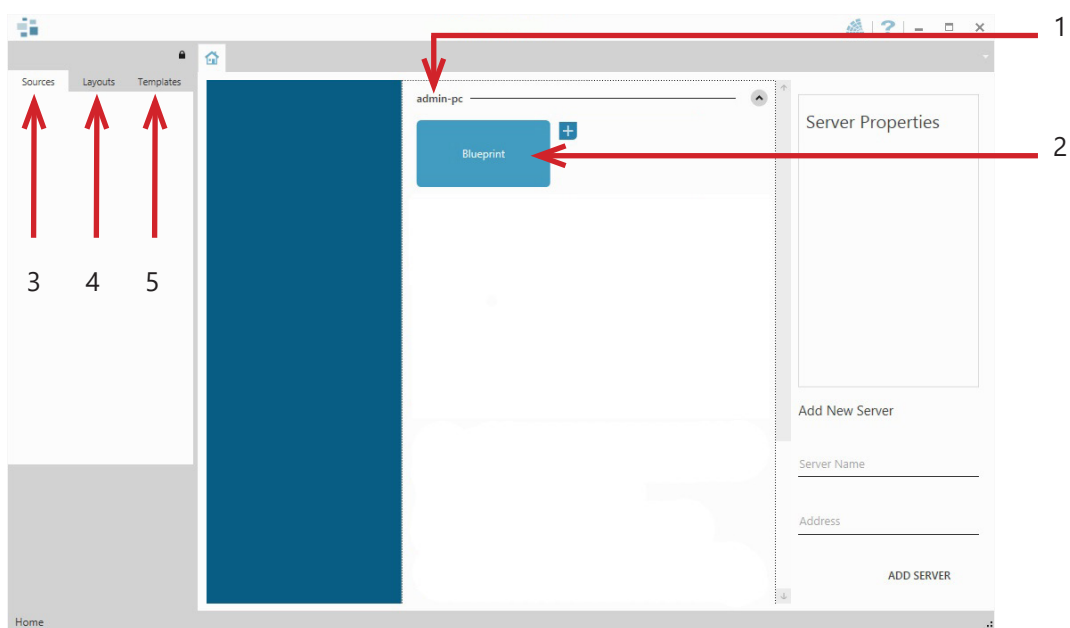 ?
1
Sources Layouts Templates
admin-pc
Server Properties
Blueprint
2
3 4 5
Add New Server
Server Name
Address
ADD SERVER
Home